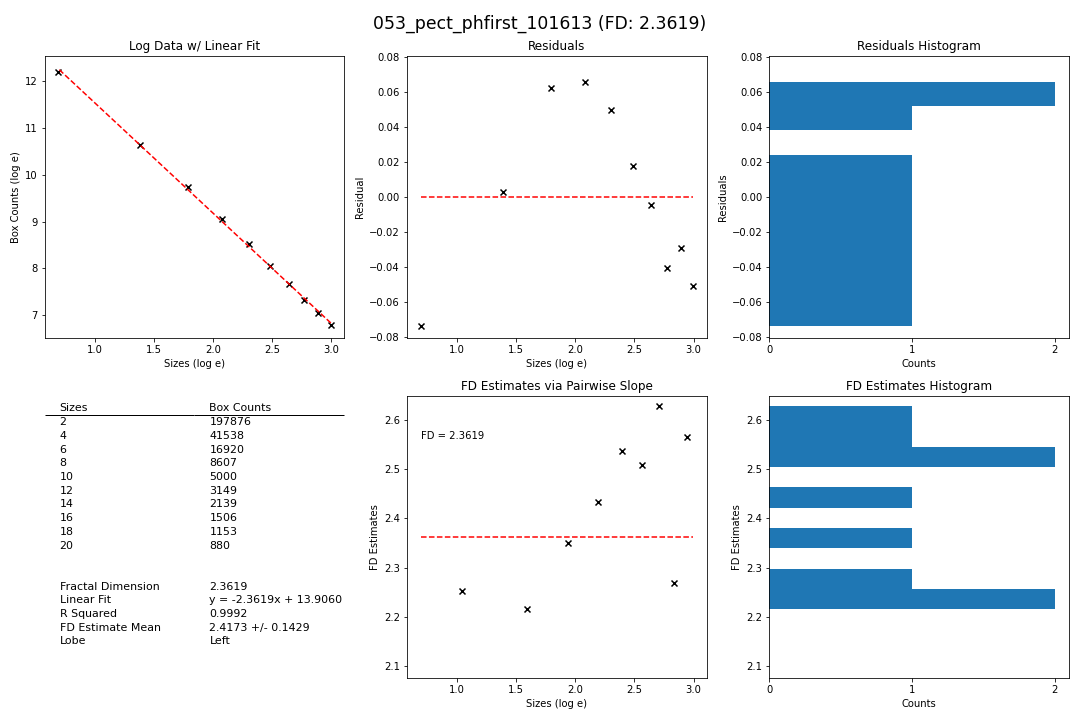 053_pect_phfirst_101613 (FD: 2.3619)
Log Data w/ Linear Fit
Box Counts (log e)
12
11
10
9
8
7
1.0 1.5 2.0 2.5 3.0
Sizes (log e)
Residuals
Residual
0.08
0.06
0.04
0.02
0.00
−0.02
−0.04
−0.06
−0.08
1.0 1.5 2.0 2.5 3.0
Sizes (log e)
Residuals Histogram
Residuals
0.08
0.06
0.04
0.02
0.00
−0.02
−0.04
−0.06
−0.08
0 1 2
Counts
Sizes Box Counts
2 197876
4 41538
6 16920
8 8607
10 5000
12 3149
14 2139
16 1506
18 1153
20 880
Fractal Dimension 2.3619
Linear Fit y = -2.3619x + 13.9060
R Squared 0.9992
FD Estimate Mean 2.4173 +/- 0.1429
Lobe Left
FD Estimates via Pairwise Slope
FD Estimates
2.6
2.5
2.4
2.3
2.2
2.1
FD = 2.3619
1.0 1.5 2.0 2.5 3.0
Sizes (log e)
FD Estimates Histogram
FD Estimates
2.6
2.5
2.4
2.3
2.2
2.1
0 1 2
Counts